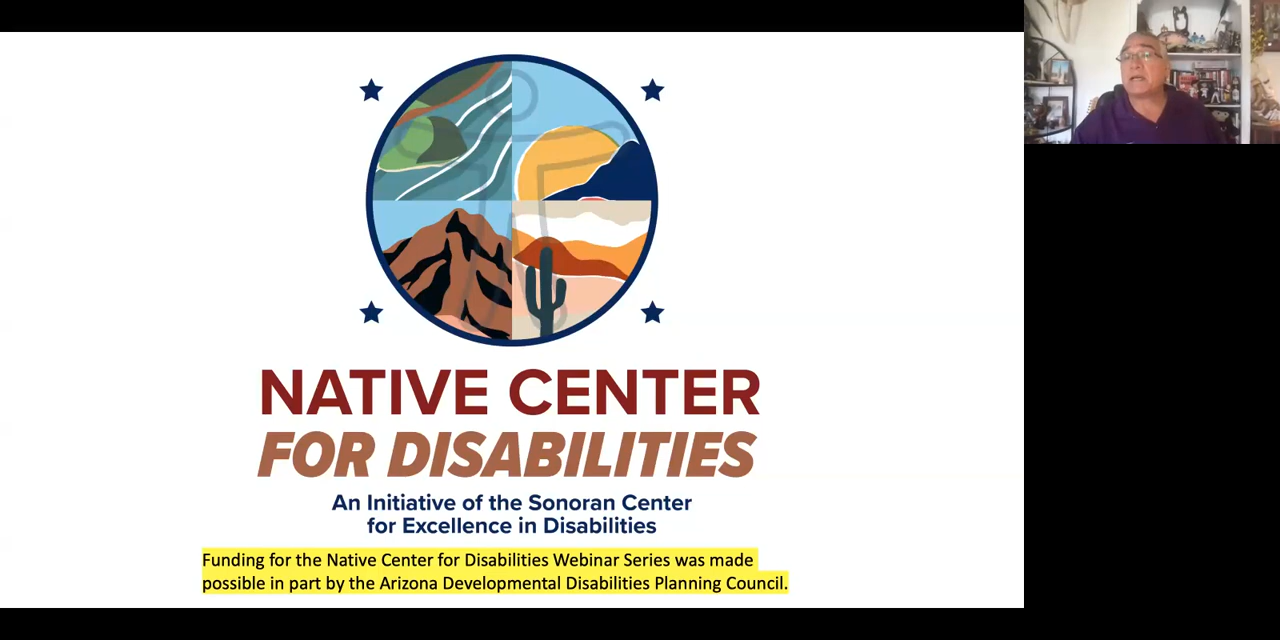 NATIVE CENTER
FOR DISABILITIES
An Initiative of the Sonoran Center
for Excellence in Disabilities
Funding for the Native Center for Disabilities Webinar Series was made
possible in part by the Arizona Developmental Disabilities Planning Council.